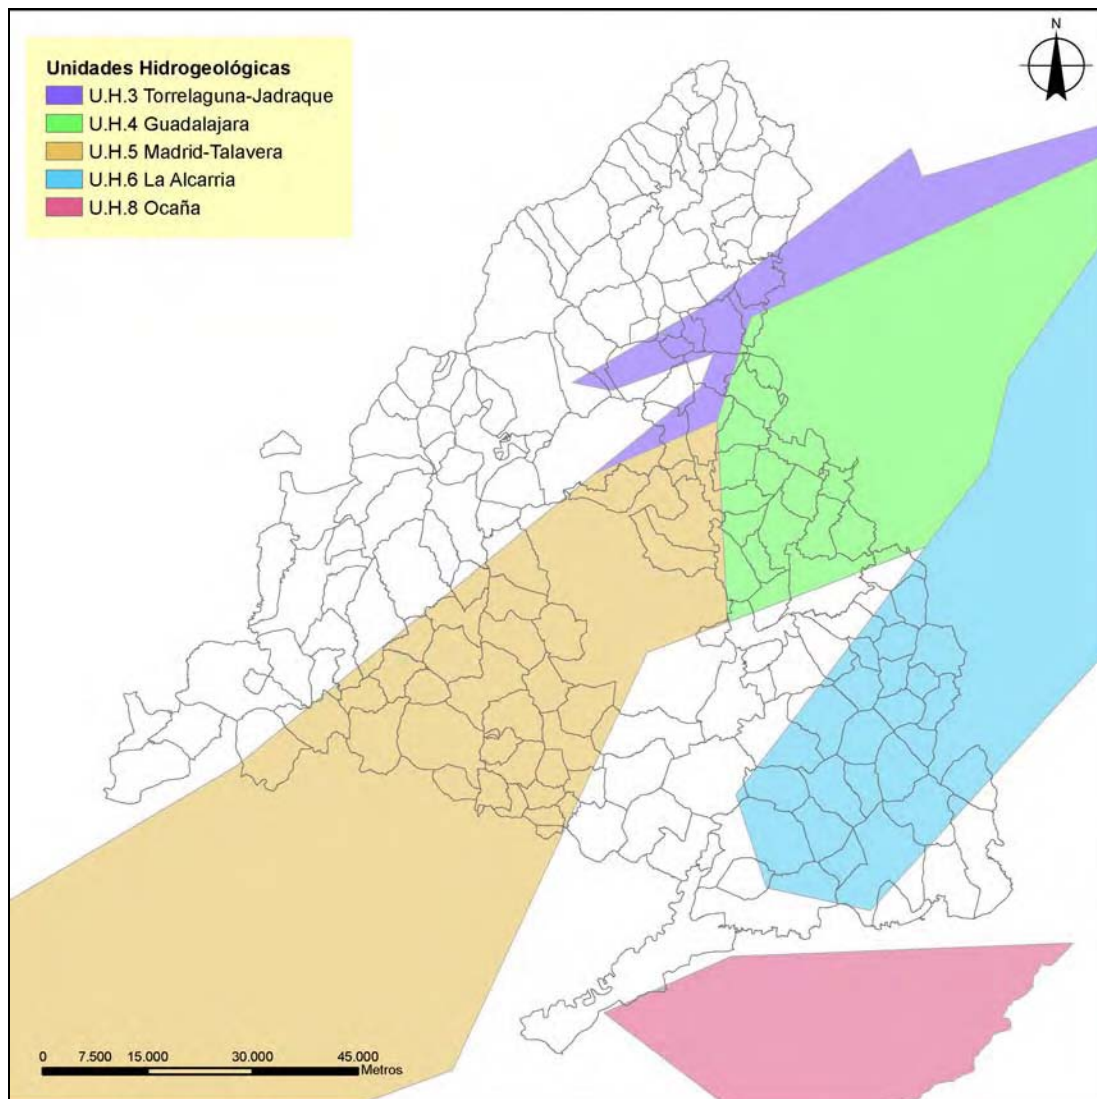 N
Unidades Hidrogeológicas
U.H.3 Torrelaguna-Jadraque
U.H.4 Guadalajara
U.H.5 Madrid-Talavera
U.H.6 La Alcarria
U.H.8 Ocaña
0 7.500 15.000 30.000 45.000
Metros